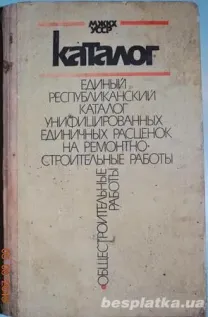 МЖКХ
УССР
каталог
ЕДИНЫЙ
РЕСПУБЛИКАНСКИЙ
КАТАЛОГ
УНИФИЦИРОВАННЫХ
ЕДИНИЧНЫХ РАСЦЕНОК
НА РЕМОНТНО-
СТРОИТЕЛЬНЫЕ РАБОТЫ
ОБЩЕСТРОИТЕЛЬНЫЕ
РАБОТЫ
besplatka.ua